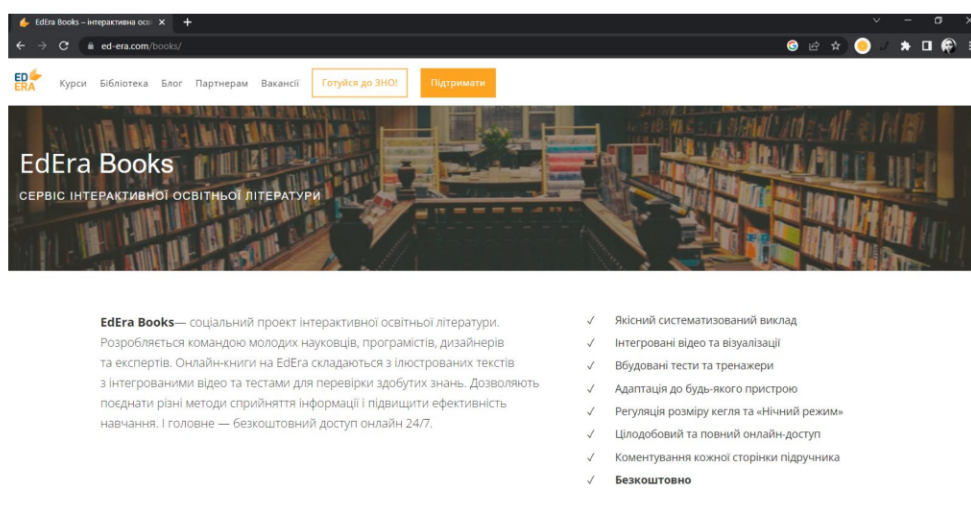 EdEra Books – інтерактивна осві
ed-era.com/books/
ED
ERA
Курси Бібліотека Блог Партнерам Вакансії Готуйся до ЗНО! Підтримати
EdEra Books
СЕРВІС ІНТЕРАКТИВНОЇ ОСВІТНЬОЇ ЛІТЕРАТУРИ
EdEra Books— соціальний проект інтерактивної освітньої літератури.
Розробляється командою молодих науковців, програмістів, дизайнерів
та експертів. Онлайн-книги на EdEra складаються з ілюстрованих текстів
з інтегрованими відео та тестами для перевірки здобутих знань. Дозволяють
поєднати різні методи сприйняття інформації і підвищити ефективність
навчання. І головне — безкоштовний доступ онлайн 24/7.
✓ Якісний систематизований виклад
✓ Інтегровані відео та візуалізації
✓ Вбудовані тести та тренажери
✓ Адаптація до будь-якого пристрою
✓ Регуляція розміру кегля та «Нічний режим»
✓ Цілодобовий та повний онлайн-доступ
✓ Коментування кожної сторінки підручника
✓ Безкоштовно